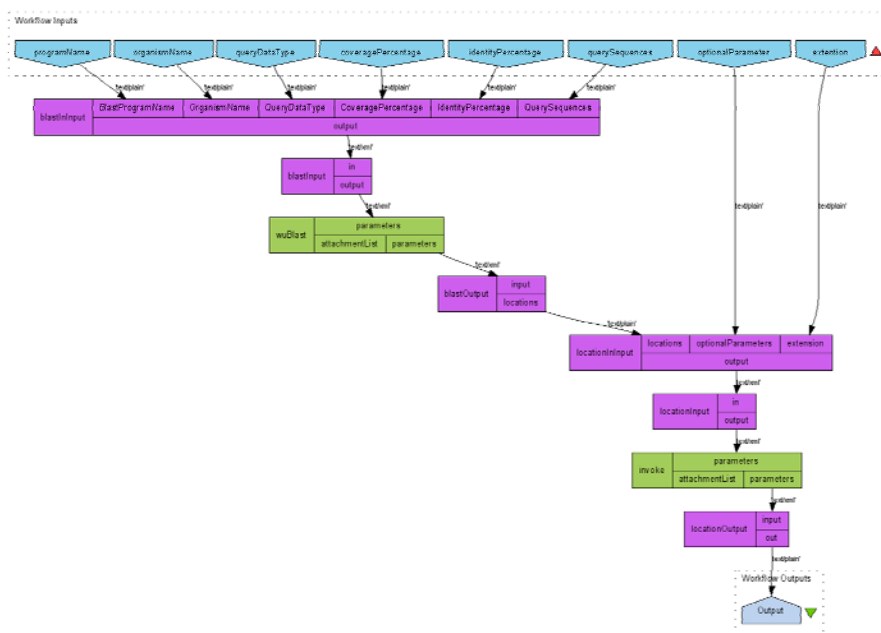 Workflow Inputs
programName organismName queryDataType coveragePercentage identityPercentage querySequences optionalParameter extention
'text/plain' 'text/plain' 'text/plain' 'text/plain' 'text/plain' 'text/plain'
blastInInput BlastProgramName OrganismName QueryDataType CoveragePercentage IdentityPercentage QuerySequences
output
'text/xml'
blastInput in
output
'text/xml' 'text/plain' 'text/plain'
wuBlast parameters
attachmentList parameters
'text/xml'
blastOutput input
locations
'text/plain'
locationInInput locations optionalParameters extension
output
'text/xml'
locationInput in
output
'text/xml'
invoke parameters
attachmentList parameters
'text/xml'
locationOutput input
out
'text/plain'
Workflow Outputs
Output